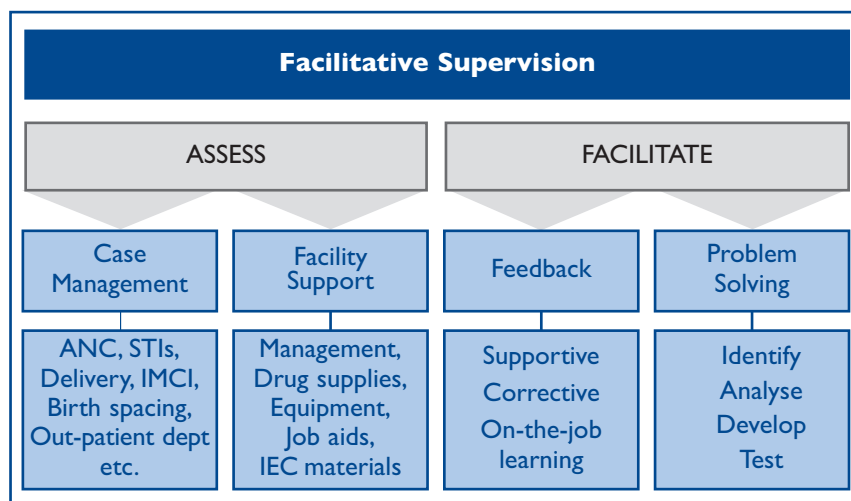 Facilitative Supervision
ASSESS
FACILITATE
Case
Management
Facility
Support
Feedback
Problem
Solving
ANC, STIs,
Delivery, IMCI,
Birth spacing,
Out-patient dept
etc.
Management,
Drug supplies,
Equipment,
Job aids,
IEC materials
Supportive
Corrective
On-the-job
learning
Identify
Analyse
Develop
Test